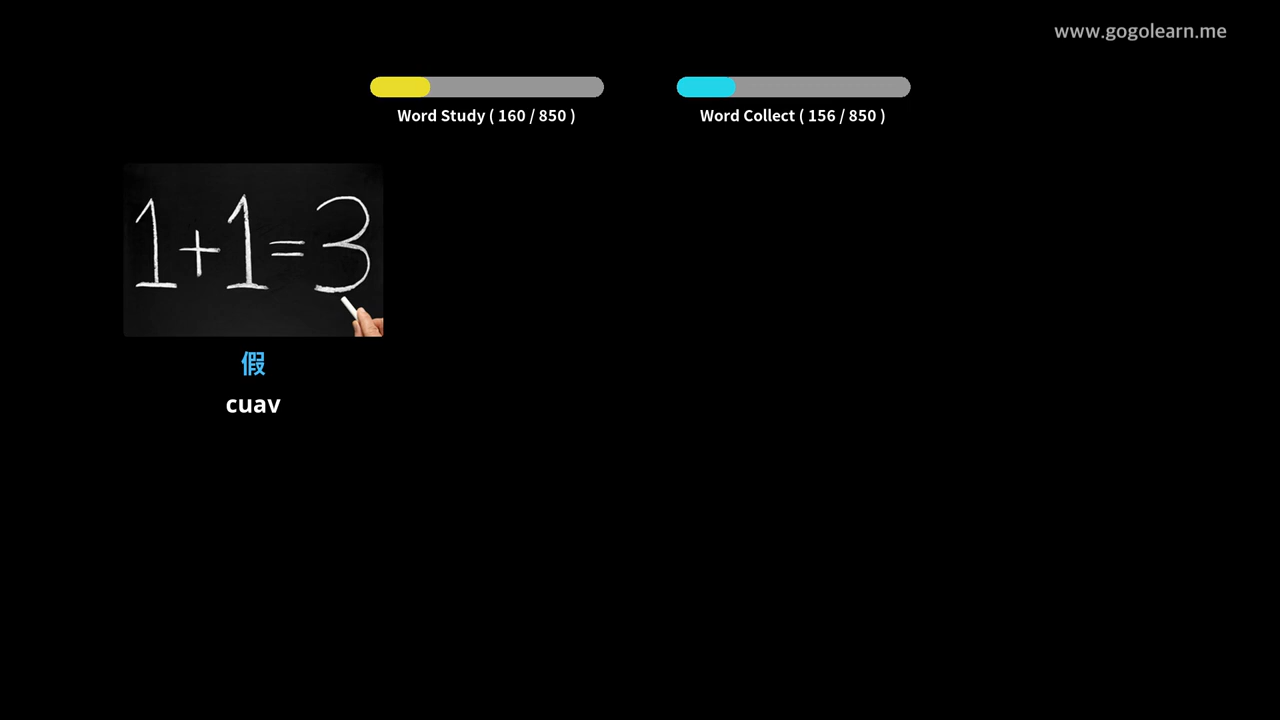 www.gogolearn.me
Word Study ( 160 / 850 )
Word Collect ( 156 / 850 )
1+1=3
假
cuav